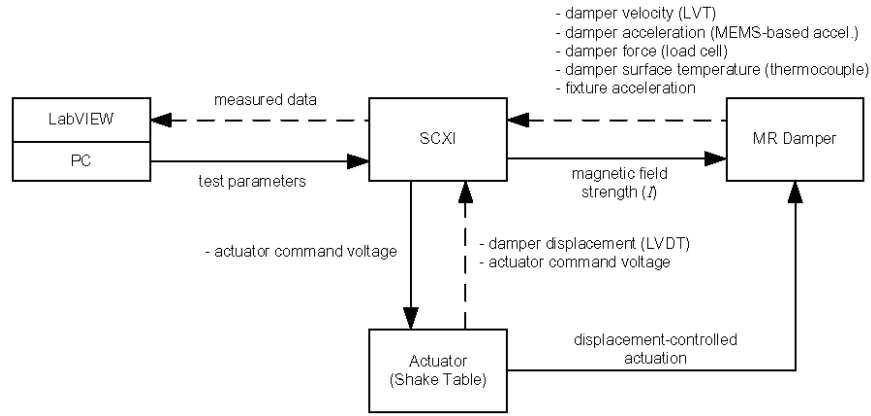 - damper velocity (LVT)
- damper acceleration (MEMS-based accel.)
- damper force (load cell)
- damper surface temperature (thermocouple)
- fixture acceleration
measured data
LabVIEW
PC
test parameters
SCXI
magnetic field
strength (I)
MR Damper
- actuator command voltage
- damper displacement (LVDT)
- actuator command voltage
Actuator
(Shake Table)
displacement-controlled
actuation